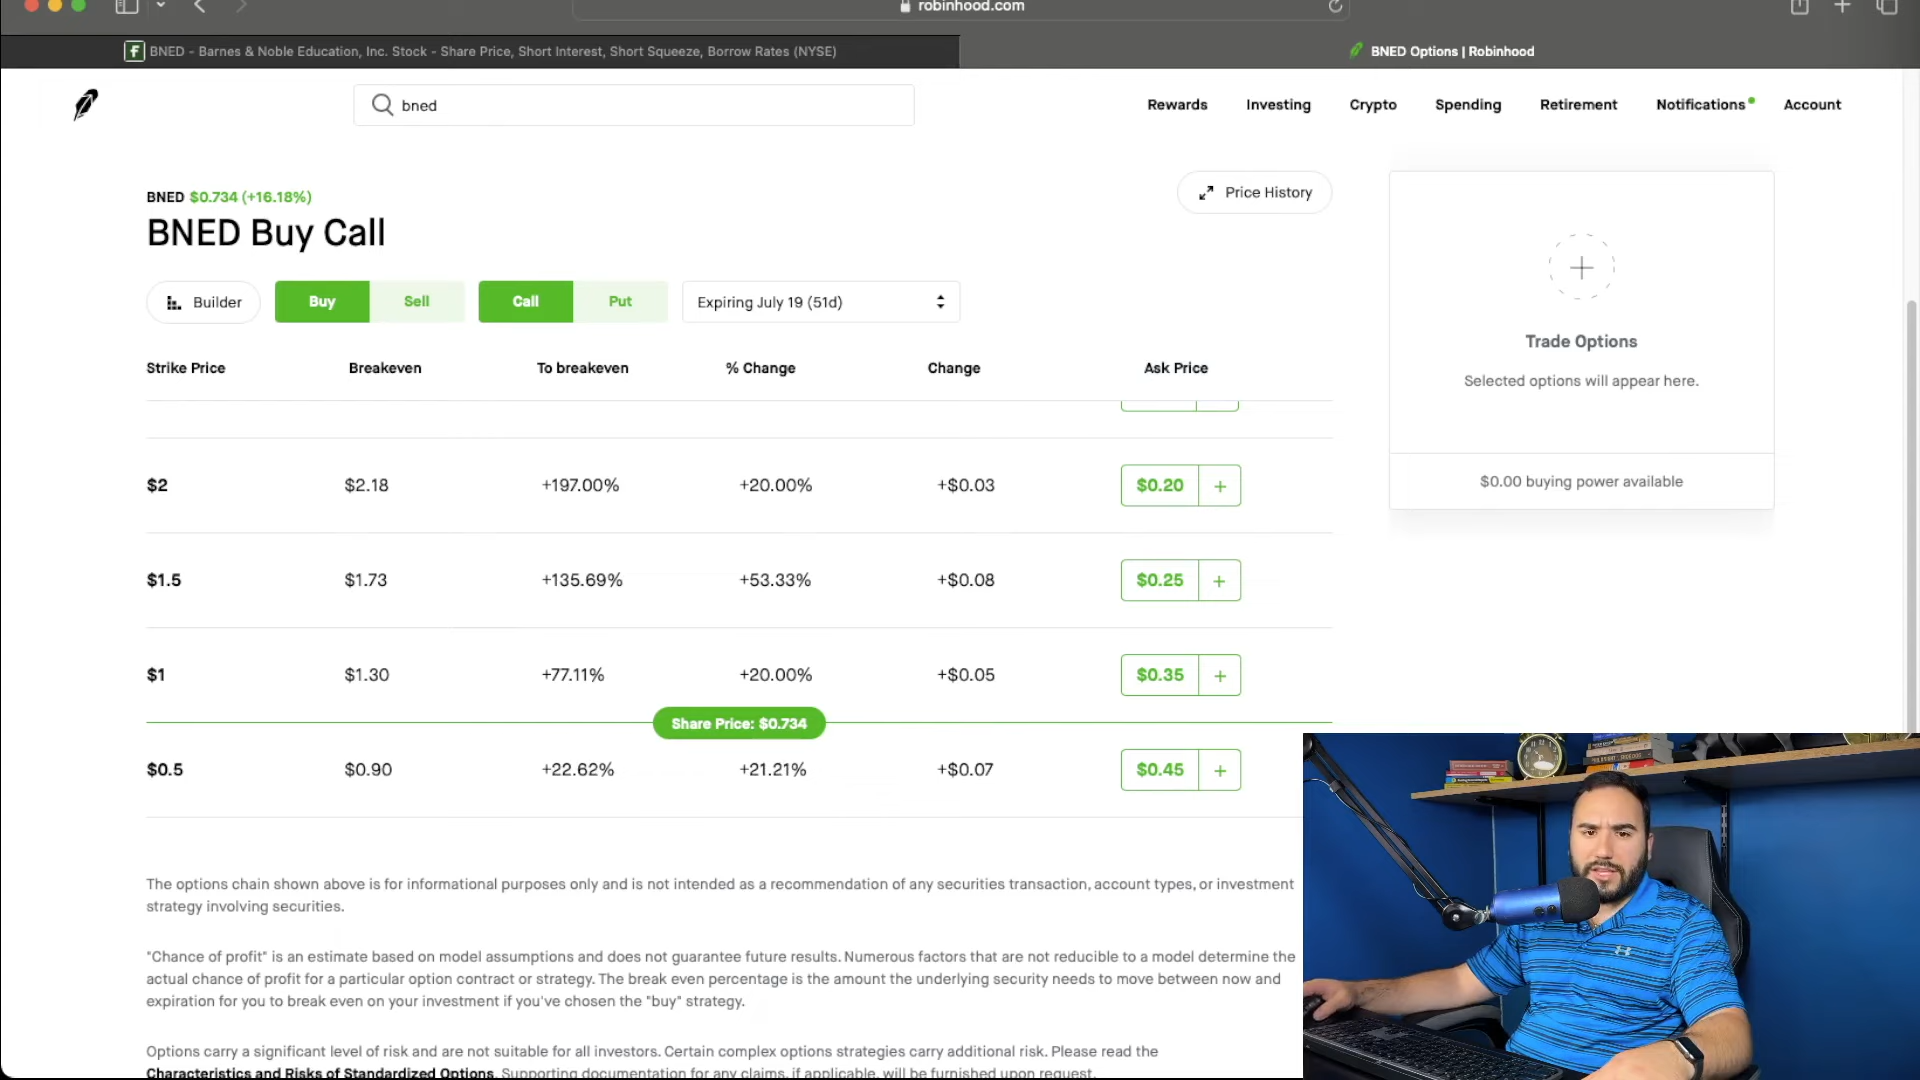 robinhood.com
BNED - Barnes & Noble Education, Inc. Stock - Share Price, Short Interest, Short Squeeze, Borrow Rates (NYSE)
BNED Options | Robinhood
bned
Rewards Investing Crypto Spending Retirement Notifications Account
BNED $0.734 (+16.18%)
BNED Buy Call
Price History
Builder Buy Sell Call Put Expiring July 19 (51d)
Strike Price Breakeven To breakeven % Change Change Ask Price
$2 $2.18 +197.00% +20.00% +$0.03 $0.20 +
$1.5 $1.73 +135.69% +53.33% +$0.08 $0.25 +
$1 $1.30 +77.11% +20.00% +$0.05 $0.35 +
Share Price: $0.734
$0.5 $0.90 +22.62% +21.21% +$0.07 $0.45 +
Trade Options
Selected options will appear here.
$0.00 buying power available
The options chain shown above is for informational purposes only and is not intended as a recommendation of any securities transaction, account types, or investment
strategy involving securities.
"Chance of profit" is an estimate based on model assumptions and does not guarantee future results. Numerous factors that are not reducible to a model determine the
actual chance of profit for a particular option contract or strategy. The break even percentage is the amount the underlying security needs to move between now and
expiration for you to break even on your investment if you've chosen the "buy" strategy.
Options carry a significant level of risk and are not suitable for all investors. Certain complex options strategies carry additional risk. Please read the
Characteristics and Risks of Standardized Options. Supporting documentation for any claims, if applicable, will be furnished upon request.